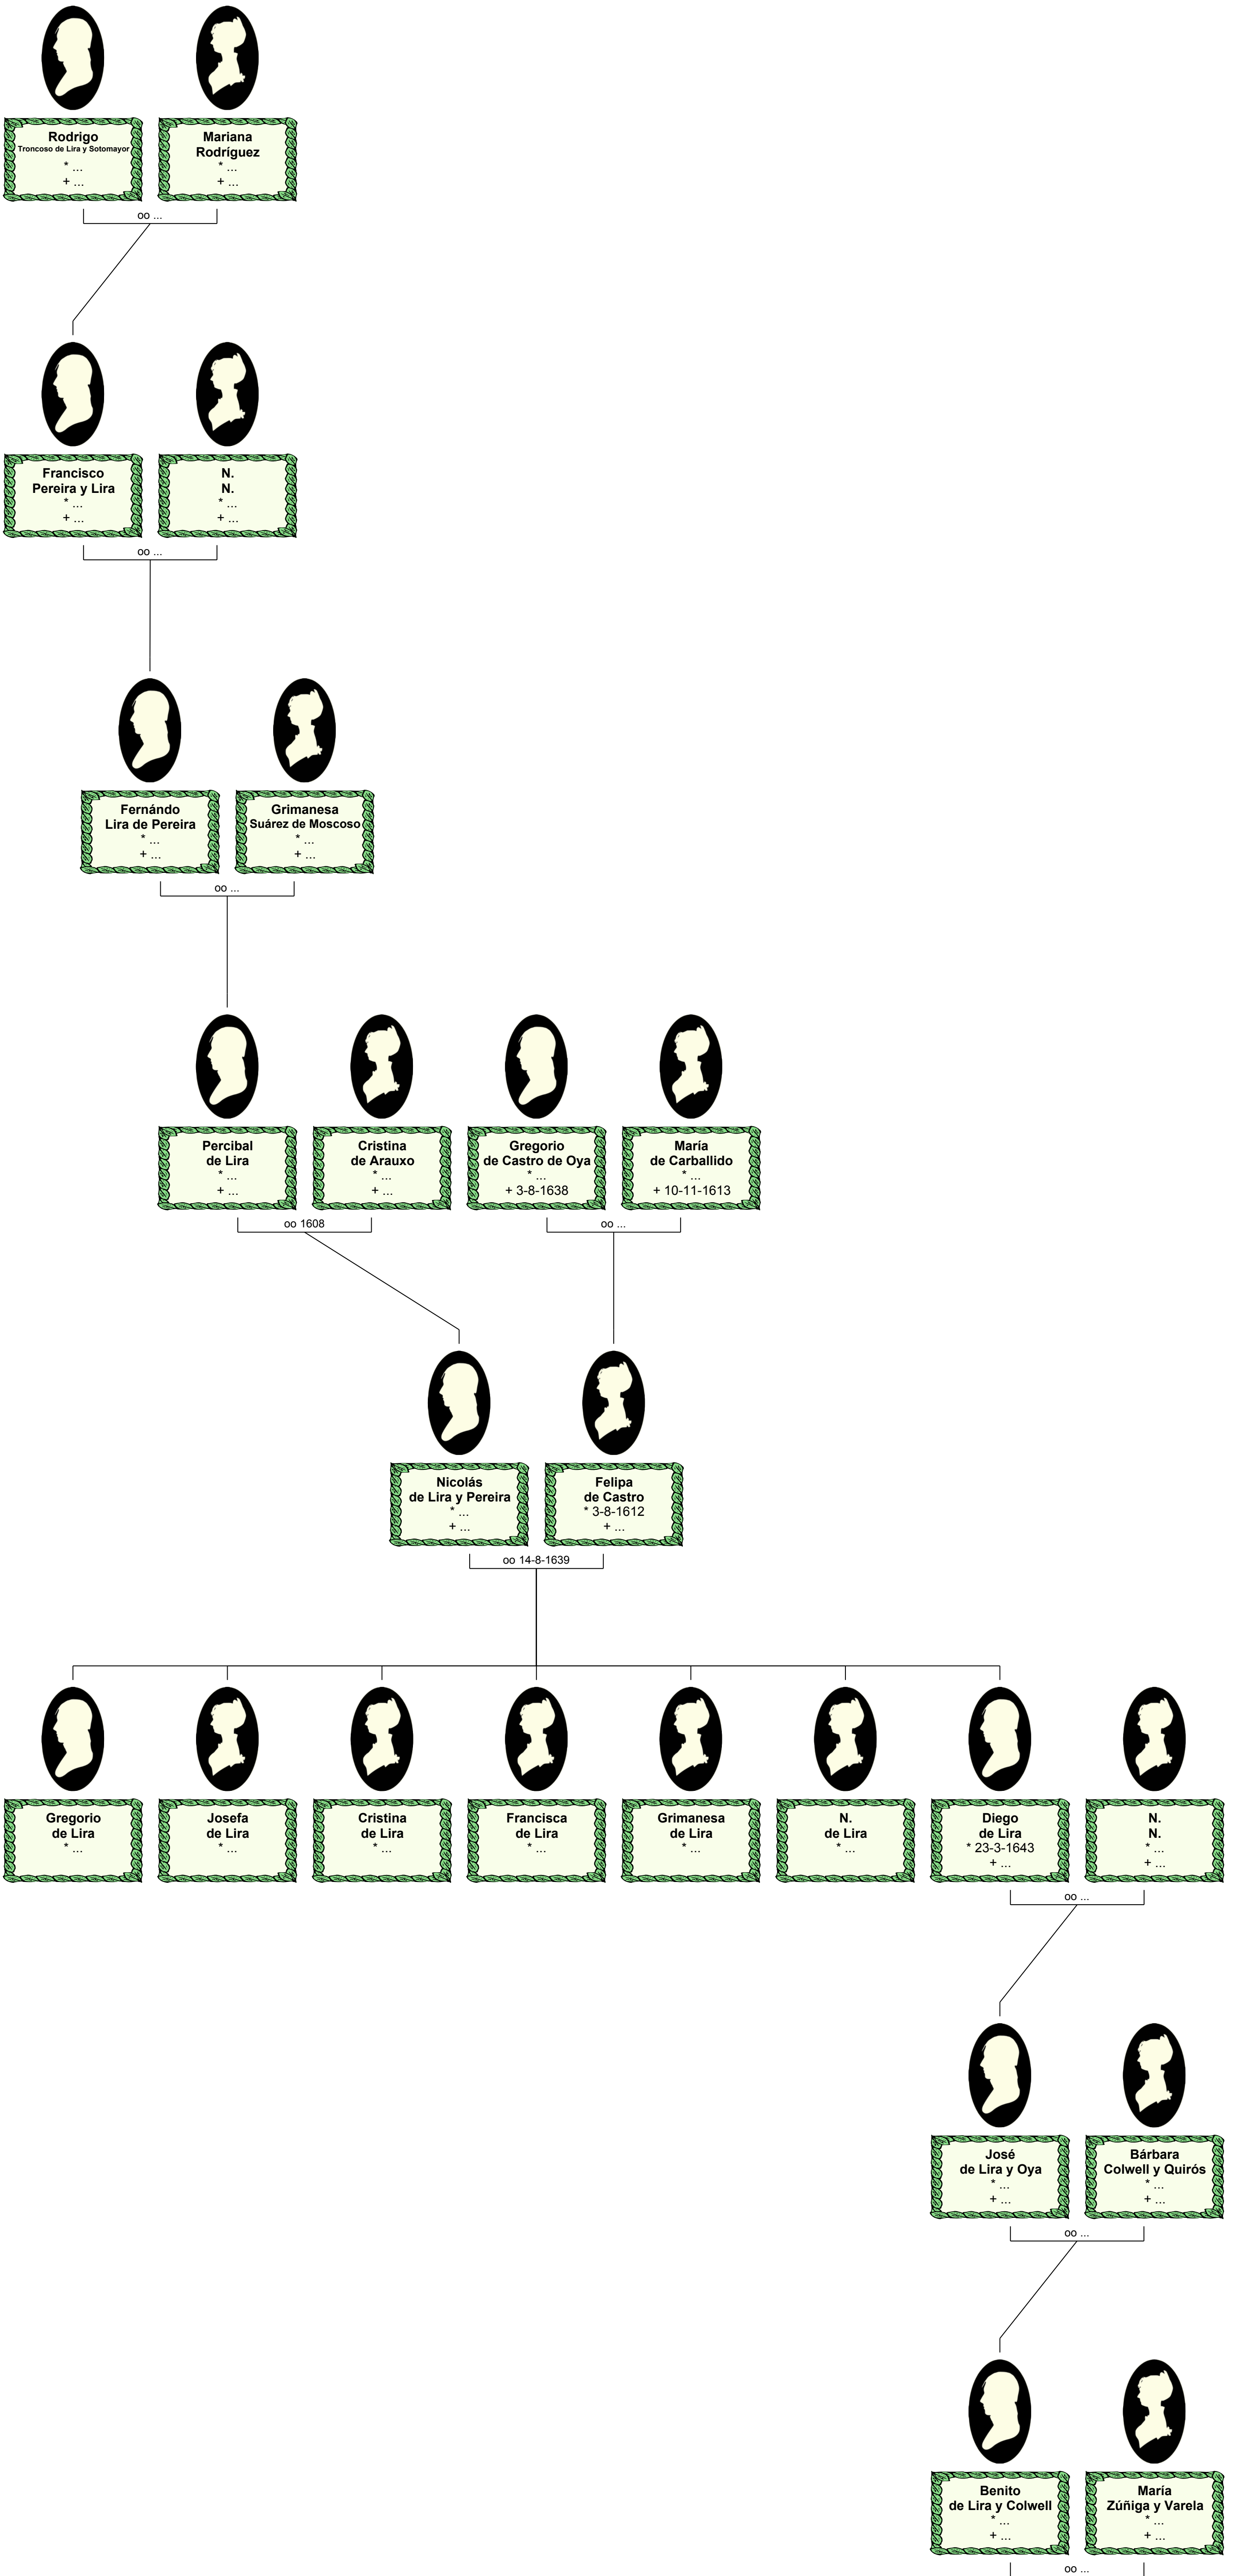 Rodrigo
Troncoso de Lira y Sotomayor
* ...
+ ...
Mariana
Rodríguez
* ...
+ ...
oo ...
Francisco
Pereira y Lira
* ...
+ ...
N.
N.
* ...
+ ...
oo ...
Fernándo
Lira de Pereira
* ...
+ ...
Grimanesa
Suárez de Moscoso
* ...
+ ...
oo ...
Percibal
de Lira
* ...
+ ...
Cristina
de Arauxo
* ...
+ ...
Gregorio
de Castro de Oya
* ...
+ 3-8-1638
María
de Carballido
* ...
+ 10-11-1613
oo 1608
oo ...
Nicolás
de Lira y Pereira
* ...
+ ...
Felipa
de Castro
* 3-8-1612
+ ...
oo 14-8-1639
Gregorio
de Lira
* ...
Josefa
de Lira
* ...
Cristina
de Lira
* ...
Francisca
de Lira
* ...
Grimanesa
de Lira
* ...
N.
de Lira
* ...
Diego
de Lira
* 23-3-1643
+ ...
N.
N.
* ...
+ ...
oo ...
José
de Lira y Oya
* ...
+ ...
Bárbara
Colwell y Quirós
* ...
+ ...
oo ...
Benito
de Lira y Colwell
* ...
+ ...
María
Zúñiga y Varela
* ...
+ ...
oo ...